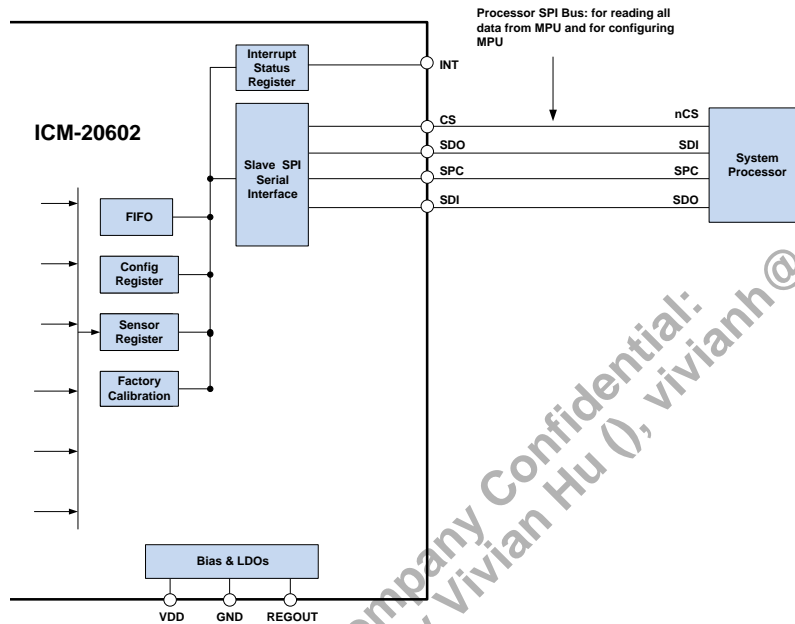 Processor SPI Bus: for reading all
data from MPU and for configuring
MPU
Interrupt
Status
Register
INT
ICM-20602
CS
nCS
SDO
SDI
Slave SPI
Serial
Interface
SPC
SPC
SDI
SDO
System
Processor
FIFO
Config
Register
Sensor
Register
Factory
Calibration
Bias & LDOs
VDD
GND
REGOUT
Company Confidential:
Vivian Hu (), vivianh@